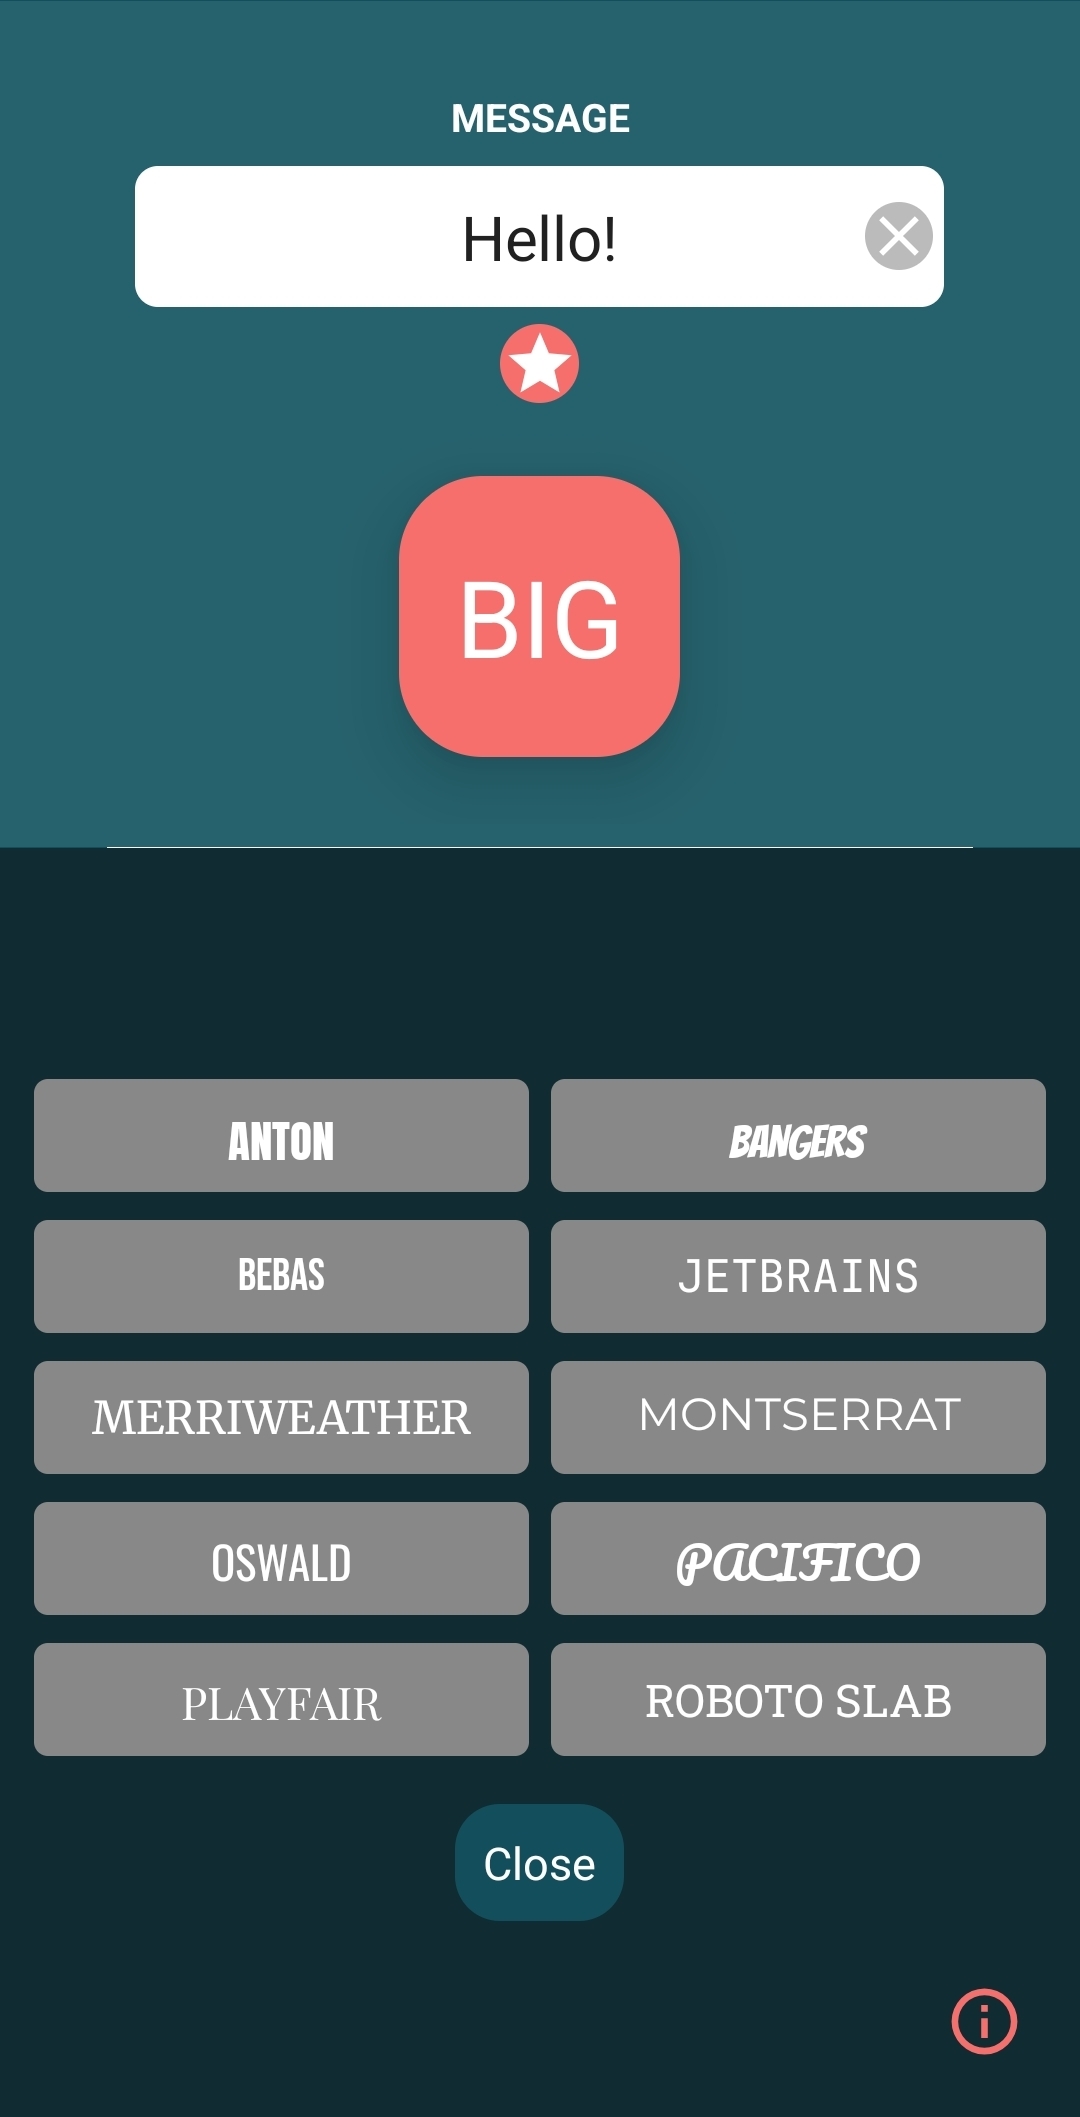 MESSAGE
Hello!
BIG
ANTON
BANGERS
BEBAS
JETBRAINS
MERRIWEATHER
MONTSERRAT
OSWALD
PACIFICO
PLAYFAIR
ROBOTO SLAB
Close